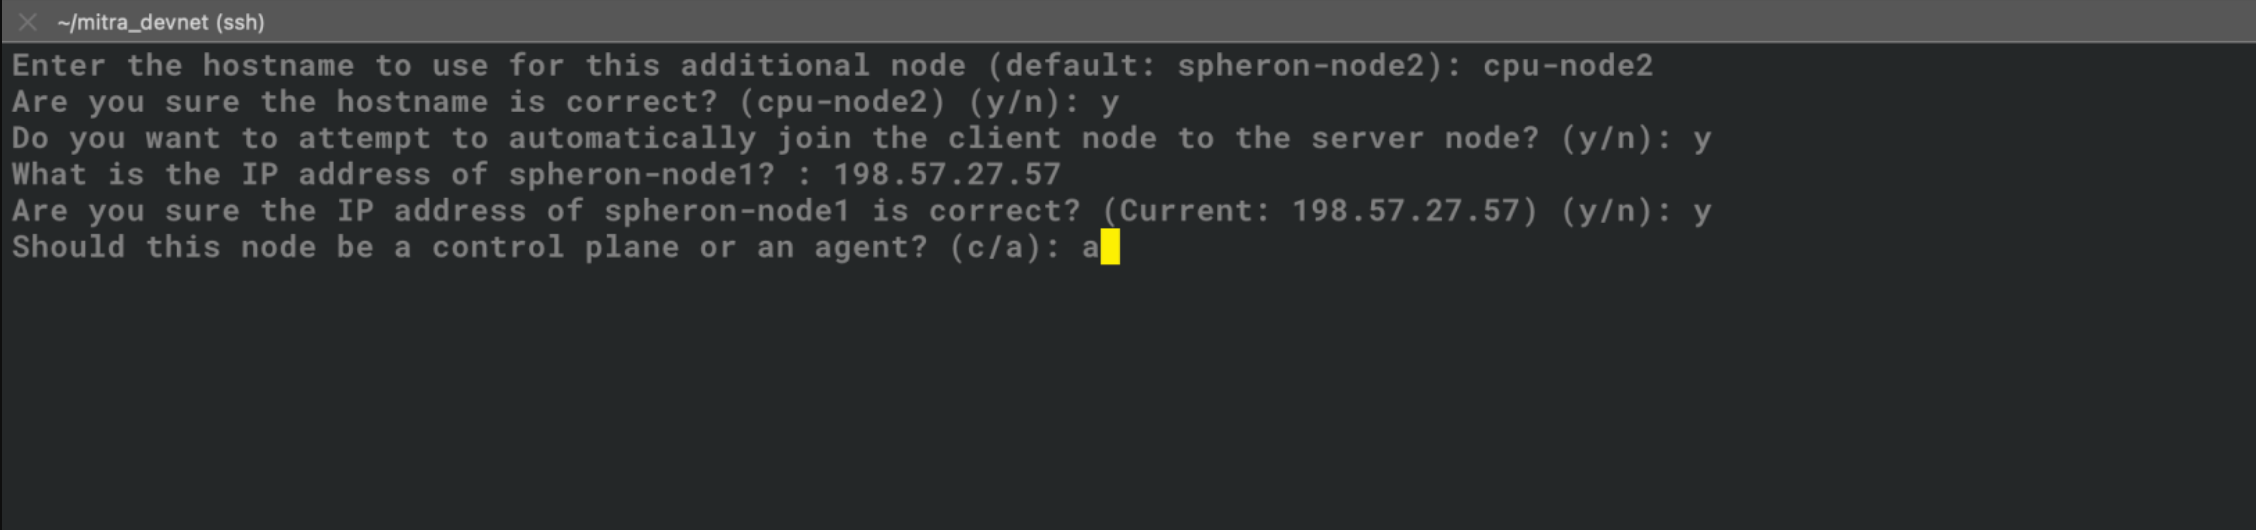 ~/mitra_devnet (ssh)
Enter the hostname to use for this additional node (default: spheron-node2): cpu-node2
Are you sure the hostname is correct? (cpu-node2) (y/n): y
Do you want to attempt to automatically join the client node to the server node? (y/n): y
What is the IP address of spheron-node1? : 198.57.27.57
Are you sure the IP address of spheron-node1 is correct? (Current: 198.57.27.57) (y/n): y
Should this node be a control plane or an agent? (c/a): a